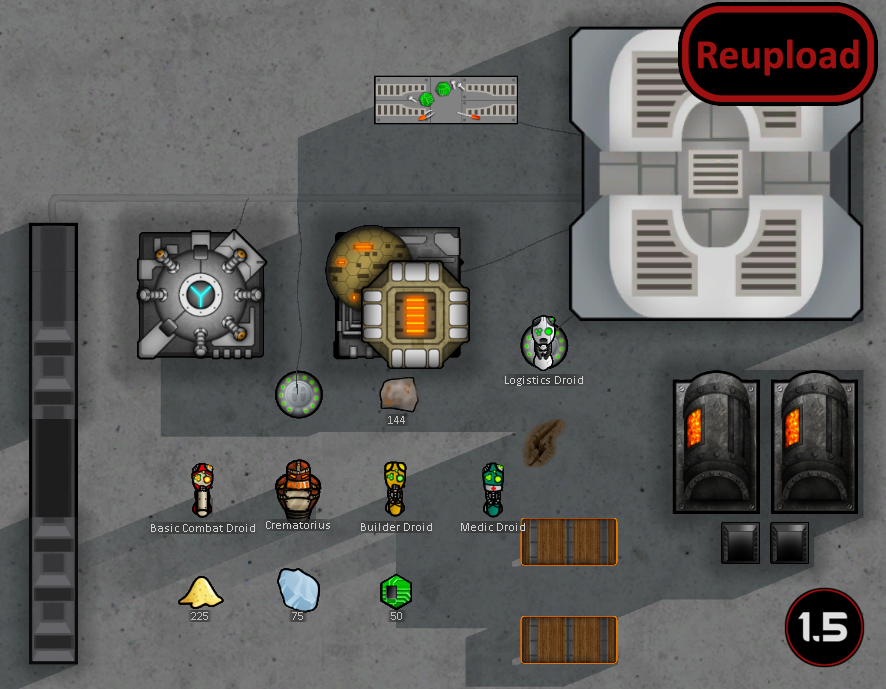 Reupload
Logistics Droid
144
Basic Combat Droid
Crematorius
Builder Droid
Medic Droid
225
75
50
1.5